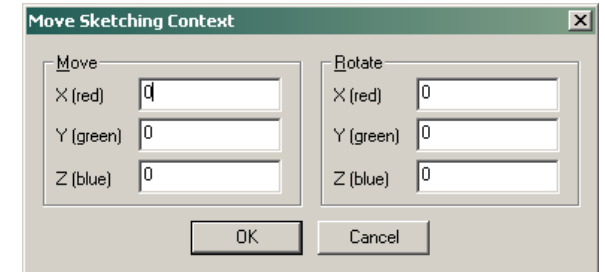 Move Sketching Context
Move
X (red) 0
Y (green) 0
Z (blue) 0
Rotate
X (red) 0
Y (green) 0
Z (blue) 0
OK Cancel